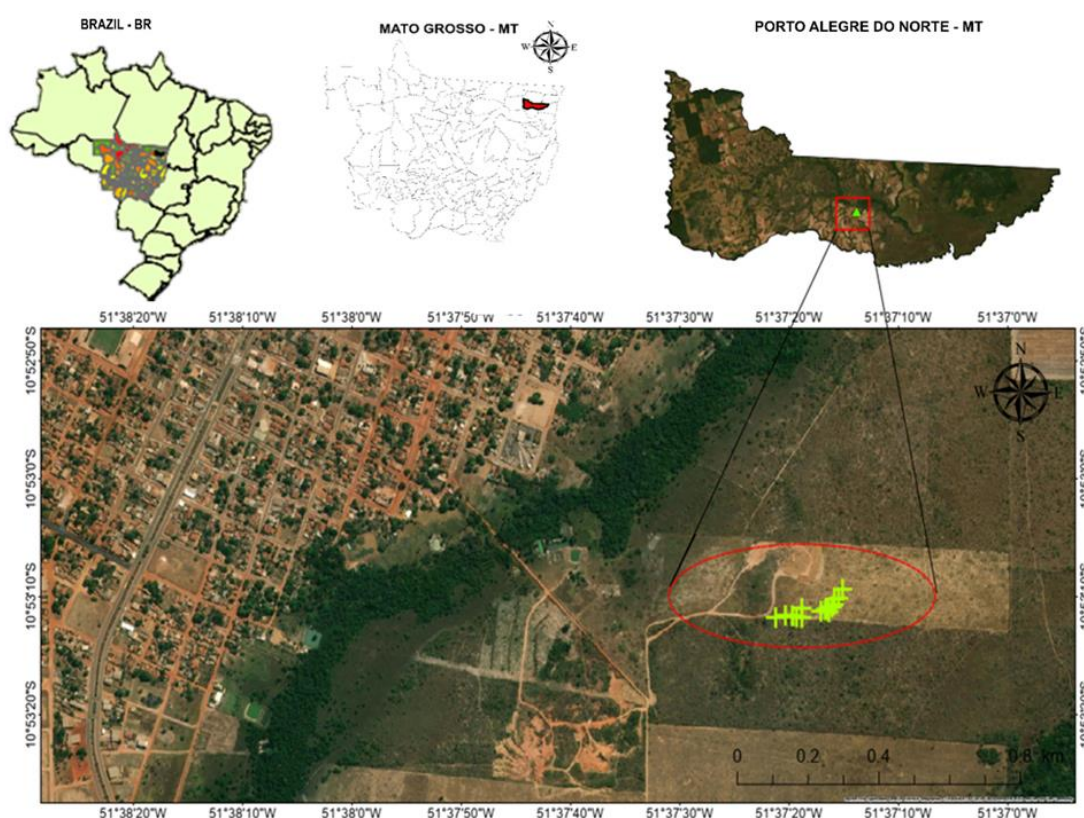 BRAZIL - BR
MATO GROSSO - MT
PORTO ALEGRE DO NORTE - MT
N
W E
S
51°38'20"W 51°38'10"W 51°38'0"W 51°37'50"W 51°37'40"W 51°37'30"W 51°37'20"W 51°37'10"W 51°37'0"W
10°52'50"S
10°53'0"S
10°53'10"S
10°53'20"S
N
W E
S
0 0.2 0.4 0.8 km
51°38'20"W 51°38'10"W 51°38'0"W 51°37'50"W 51°37'40"W 51°37'30"W 51°37'20"W 51°37'10"W 51°37'0"W